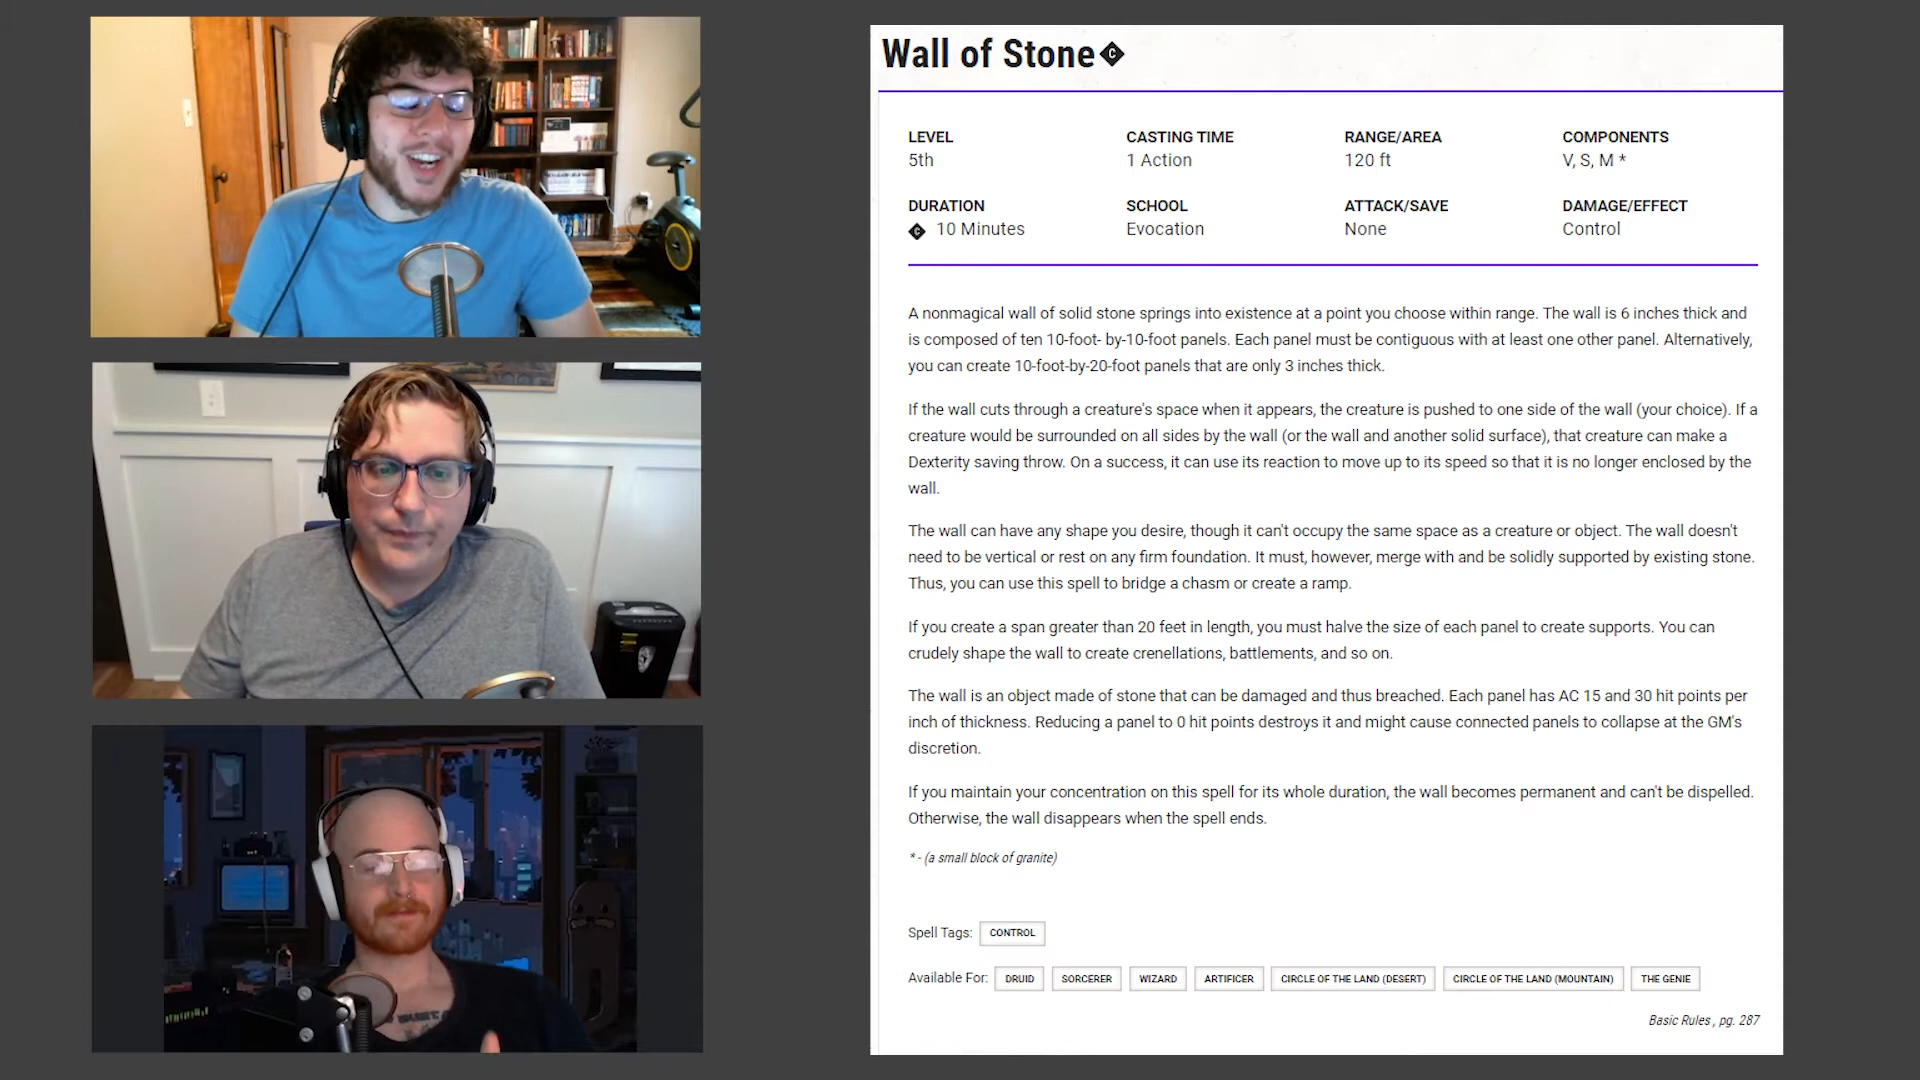 Wall of Stone
LEVEL
5th
CASTING TIME
1 Action
RANGE/AREA
120 ft
COMPONENTS
V, S, M *
DURATION
10 Minutes
SCHOOL
Evocation
ATTACK/SAVE
None
DAMAGE/EFFECT
Control
A nonmagical wall of solid stone springs into existence at a point you choose within range. The wall is 6 inches thick and
is composed of ten 10-foot- by-10-foot panels. Each panel must be contiguous with at least one other panel. Alternatively,
you can create 10-foot-by-20-foot panels that are only 3 inches thick.
If the wall cuts through a creature's space when it appears, the creature is pushed to one side of the wall (your choice). If a
creature would be surrounded on all sides by the wall (or the wall and another solid surface), that creature can make a
Dexterity saving throw. On a success, it can use its reaction to move up to its speed so that it is no longer enclosed by the
wall.
The wall can have any shape you desire, though it can't occupy the same space as a creature or object. The wall doesn't
need to be vertical or rest on any firm foundation. It must, however, merge with and be solidly supported by existing stone.
Thus, you can use this spell to bridge a chasm or create a ramp.
If you create a span greater than 20 feet in length, you must halve the size of each panel to create supports. You can
crudely shape the wall to create crenellations, battlements, and so on.
The wall is an object made of stone that can be damaged and thus breached. Each panel has AC 15 and 30 hit points per
inch of thickness. Reducing a panel to 0 hit points destroys it and might cause connected panels to collapse at the GM's
discretion.
If you maintain your concentration on this spell for its whole duration, the wall becomes permanent and can't be dispelled.
Otherwise, the wall disappears when the spell ends.
* - (a small block of granite)
Spell Tags: CONTROL
Available For: DRUID SORCERER WIZARD ARTIFICER CIRCLE OF THE LAND (DESERT) CIRCLE OF THE LAND (MOUNTAIN) THE GENIE
Basic Rules , pg. 287